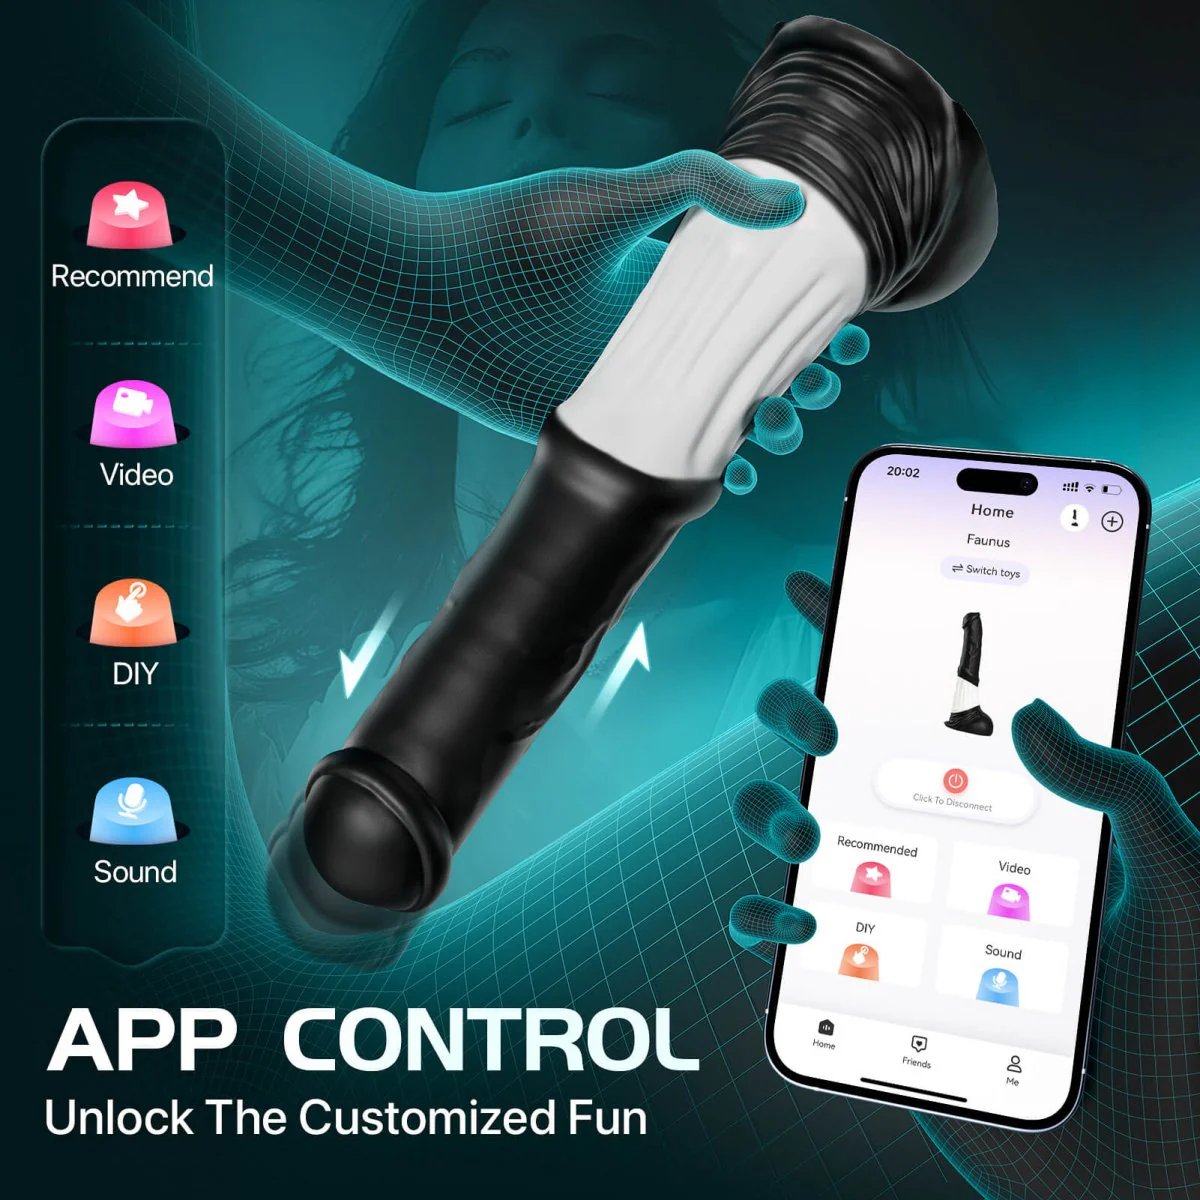 Recommend
Video
DIY
Sound
20:02
Home
Faunus
Switch toys
Click To Disconnect
Recommended
Video
DIY
Sound
Home
Friends
Me
APP CONTROL
Unlock The Customized Fun